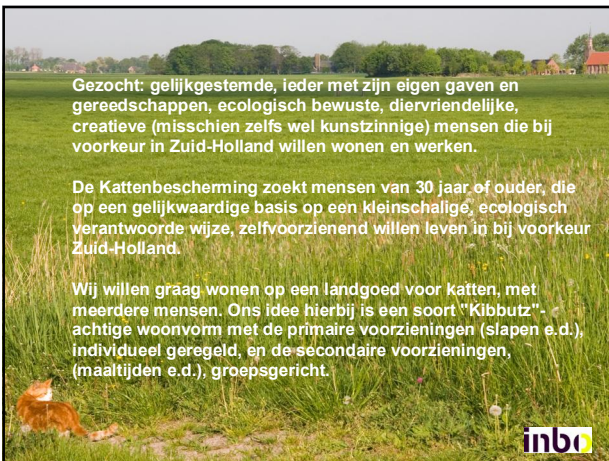 Gezocht: gelijkgestemde, ieder met zijn eigen gaven en
gereedschappen, ecologisch bewuste, diervriendelijke,
creatieve (misschien zelfs wel kunstzinnige) mensen die bij
voorkeur in Zuid-Holland willen wonen en werken.
De Kattenbescherming zoekt mensen van 30 jaar of ouder, die
op een gelijkwaardige basis op een kleinschalige, ecologisch
verantwoorde wijze, zelfvoorzienend willen leven in bij voorkeur
Zuid-Holland.
Wij willen graag wonen op een landgoed voor katten, met
meerdere mensen. Ons idee hierbij is een soort "Kibbutz"-
achtige woonvorm met de primaire voorzieningen (slapen e.d.),
individueel geregeld, en de secondaire voorzieningen,
(maaltijden e.d.), groepsgericht.
inbo